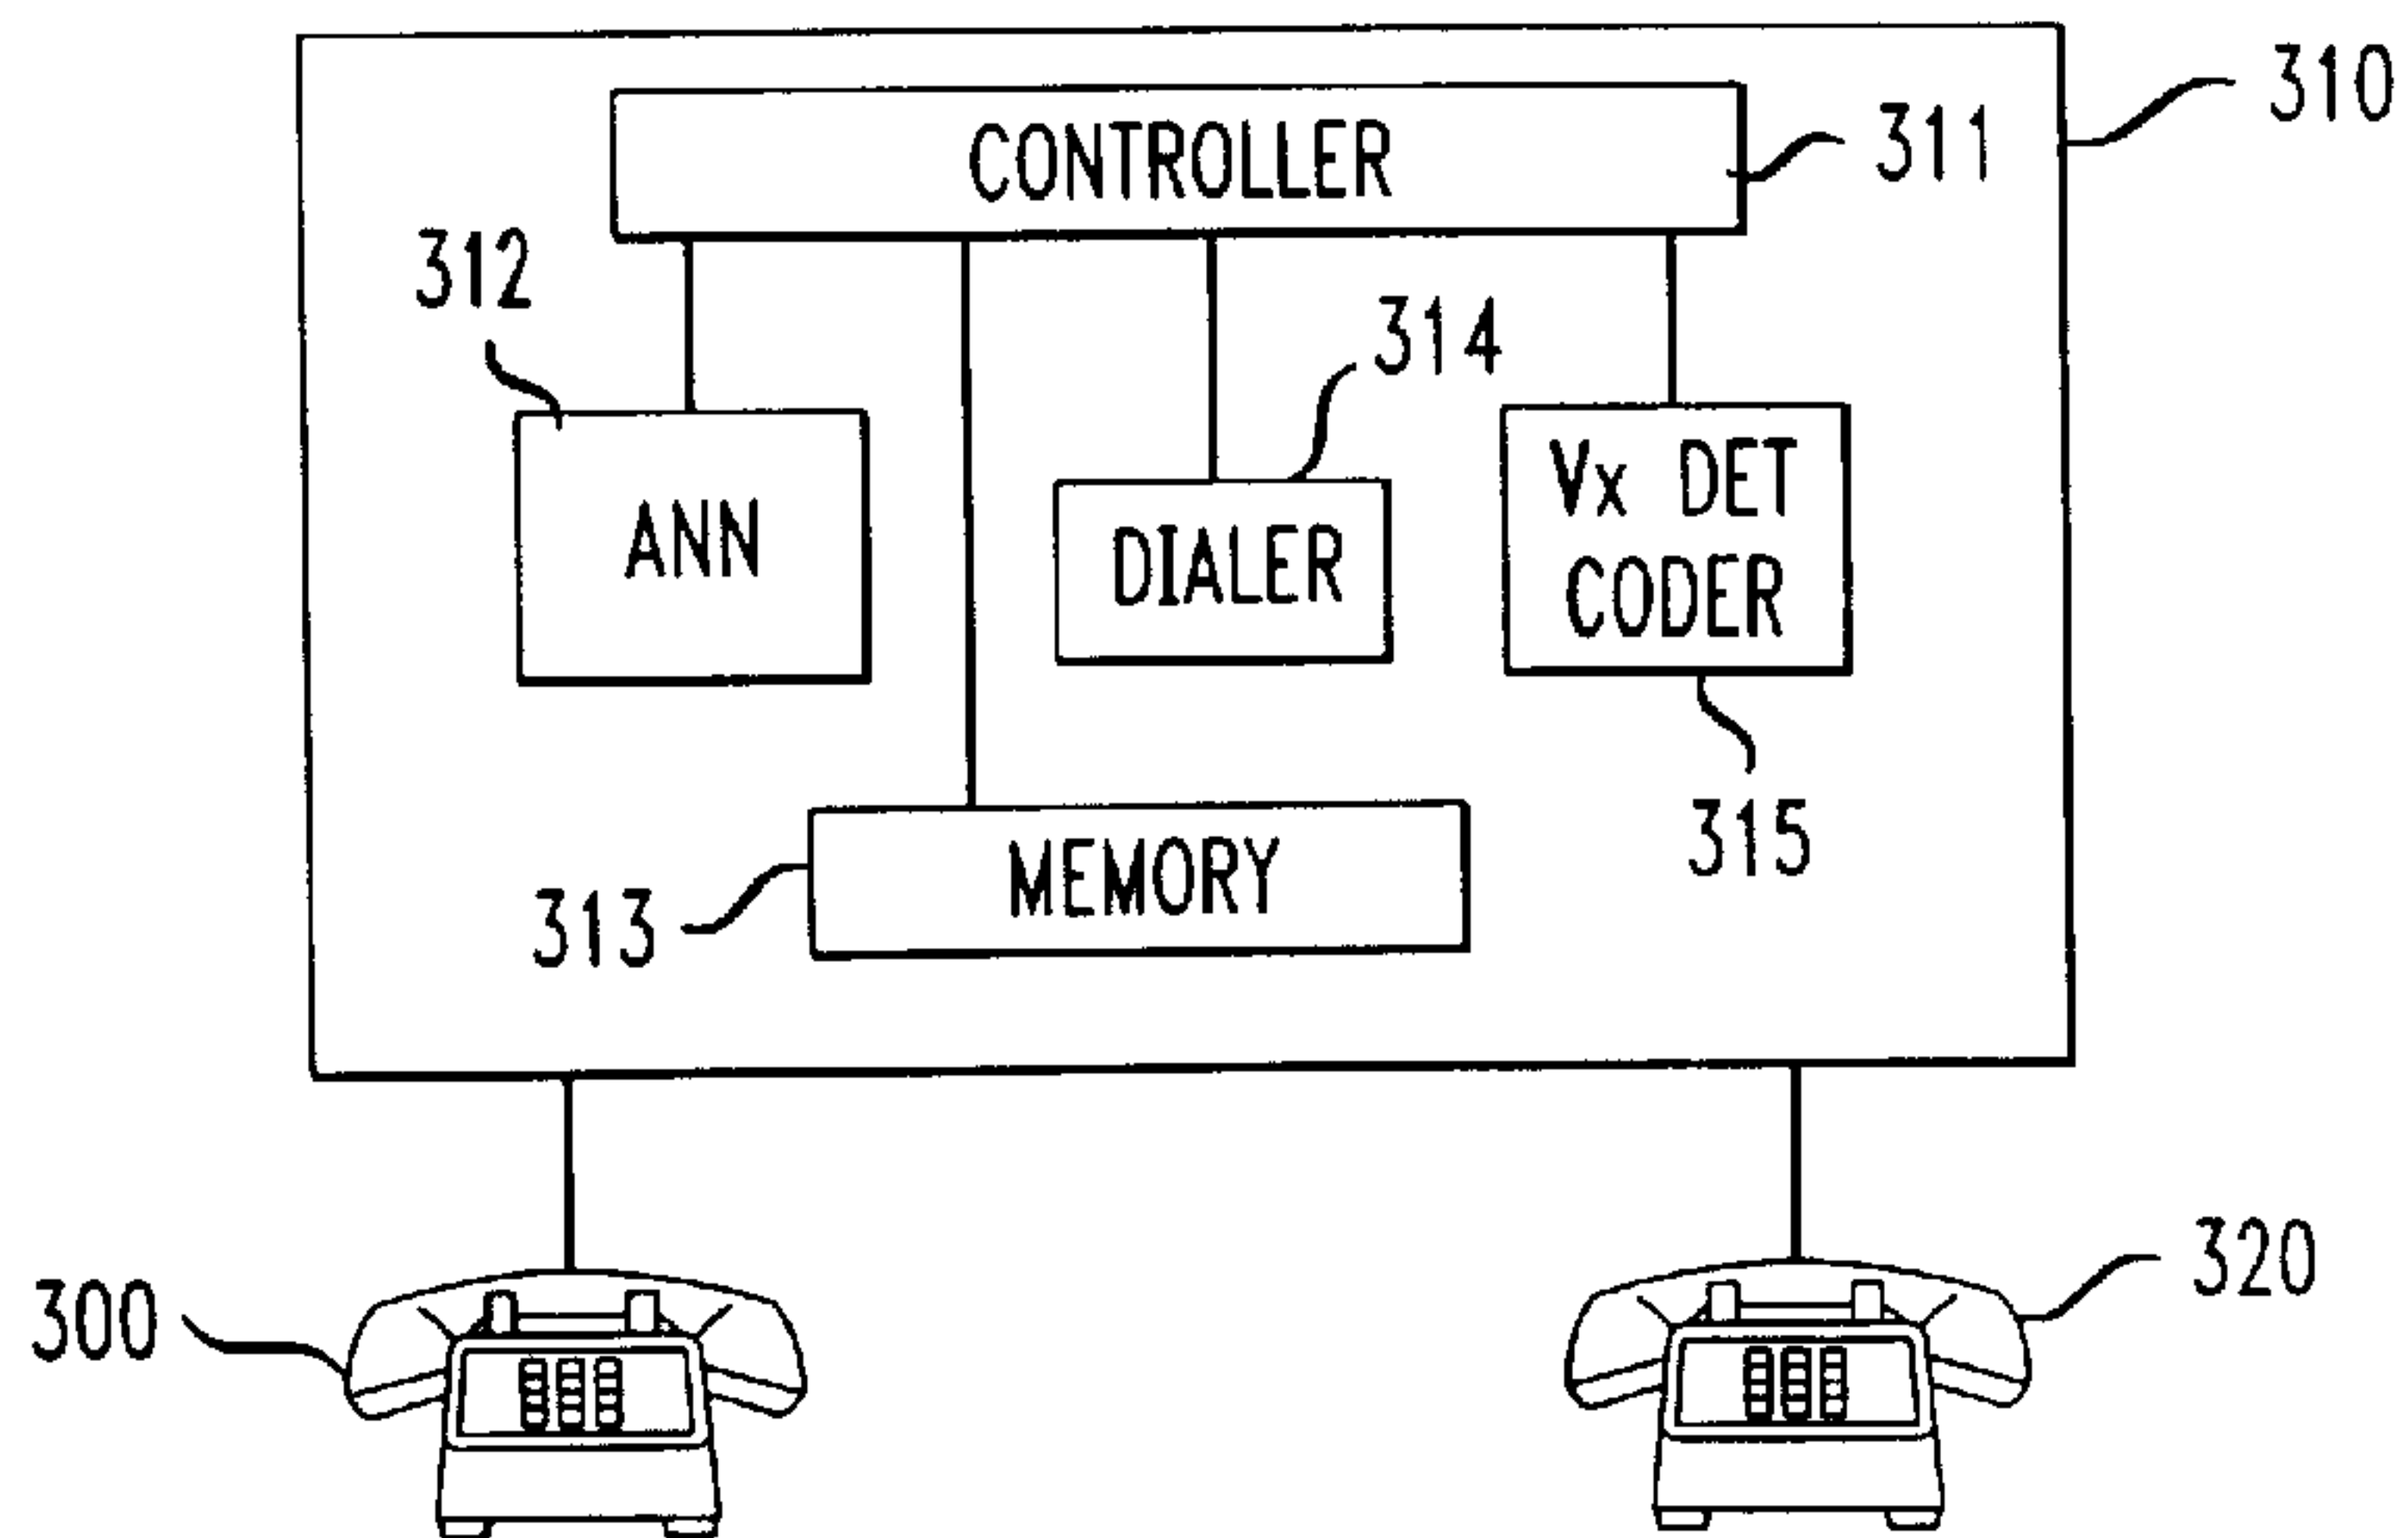 310
CONTROLLER
311
312
314
ANN
DIALER
Vx DET
CODER
315
MEMORY
313
300
320